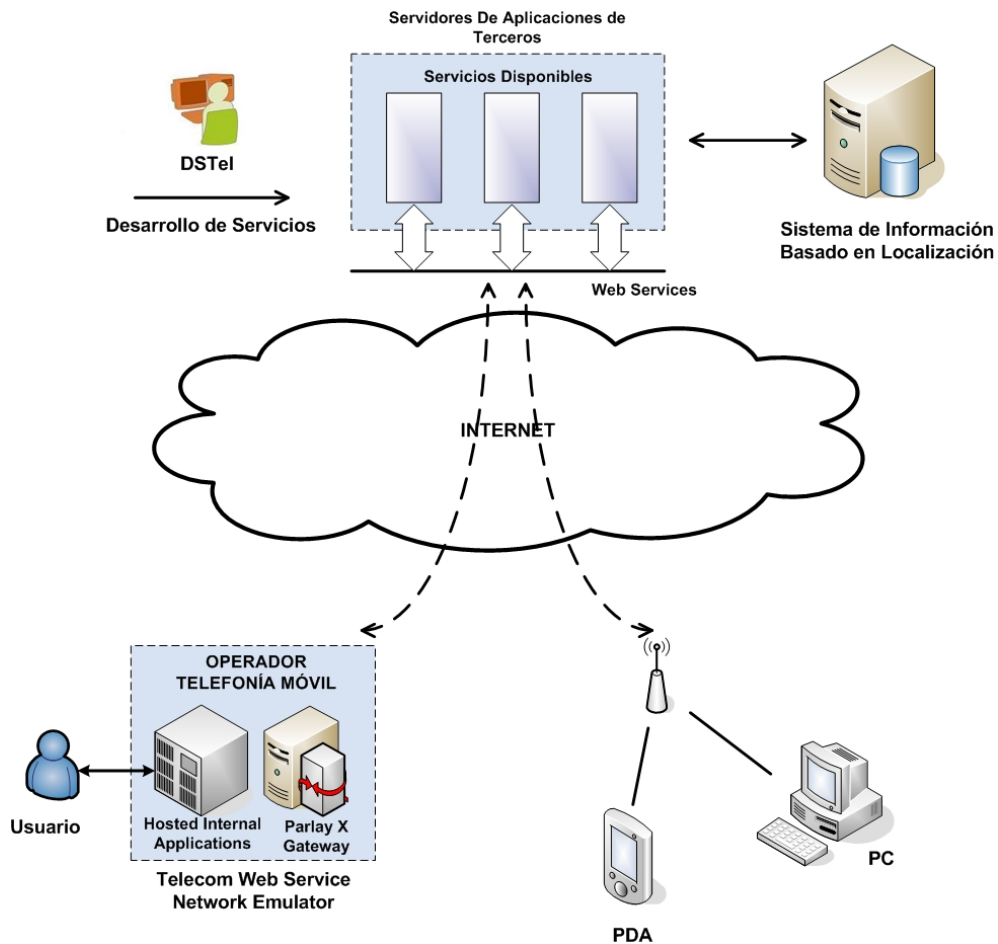 Servidores De Aplicaciones de
Terceros
Servicios Disponibles
DSTel
Desarrollo de Servicios
Sistema de Información
Basado en Localización
Web Services
INTERNET
OPERADOR
TELEFONÍA MÓVIL
Hosted Internal
Applications
Parlay X
Gateway
Usuario
Telecom Web Service
Network Emulator
PC
PDA